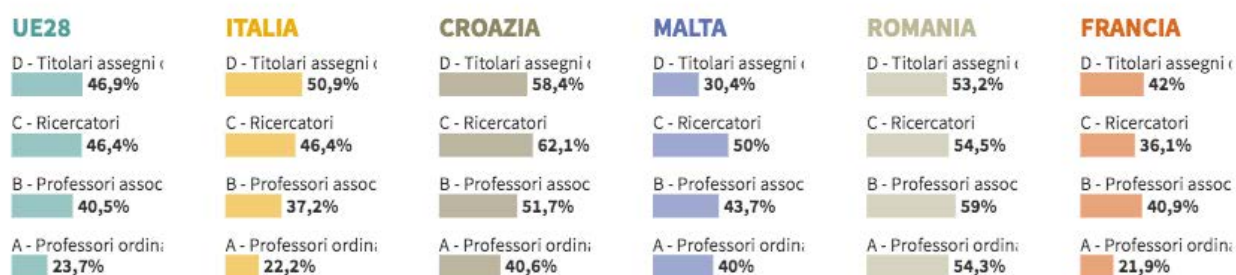 UE28 ITALIA CROAZIA MALTA ROMANIA FRANCIA
D - Titolari assegni D - Titolari assegni D - Titolari assegni D - Titolari assegni D - Titolari assegni D - Titolari assegni
46,9% 50,9% 58,4% 30,4% 53,2% 42%
C - Ricercatori C - Ricercatori C - Ricercatori C - Ricercatori C - Ricercatori C - Ricercatori
46,4% 46,4% 62,1% 50% 54,5% 36,1%
B - Professori assoc B - Professori assoc B - Professori assoc B - Professori assoc B - Professori assoc B - Professori assoc
40,5% 37,2% 51,7% 43,7% 59% 40,9%
A - Professori ordin A - Professori ordin A - Professori ordin A - Professori ordin A - Professori ordin A - Professori ordin
23,7% 22,2% 40,6% 40% 54,3% 21,9%